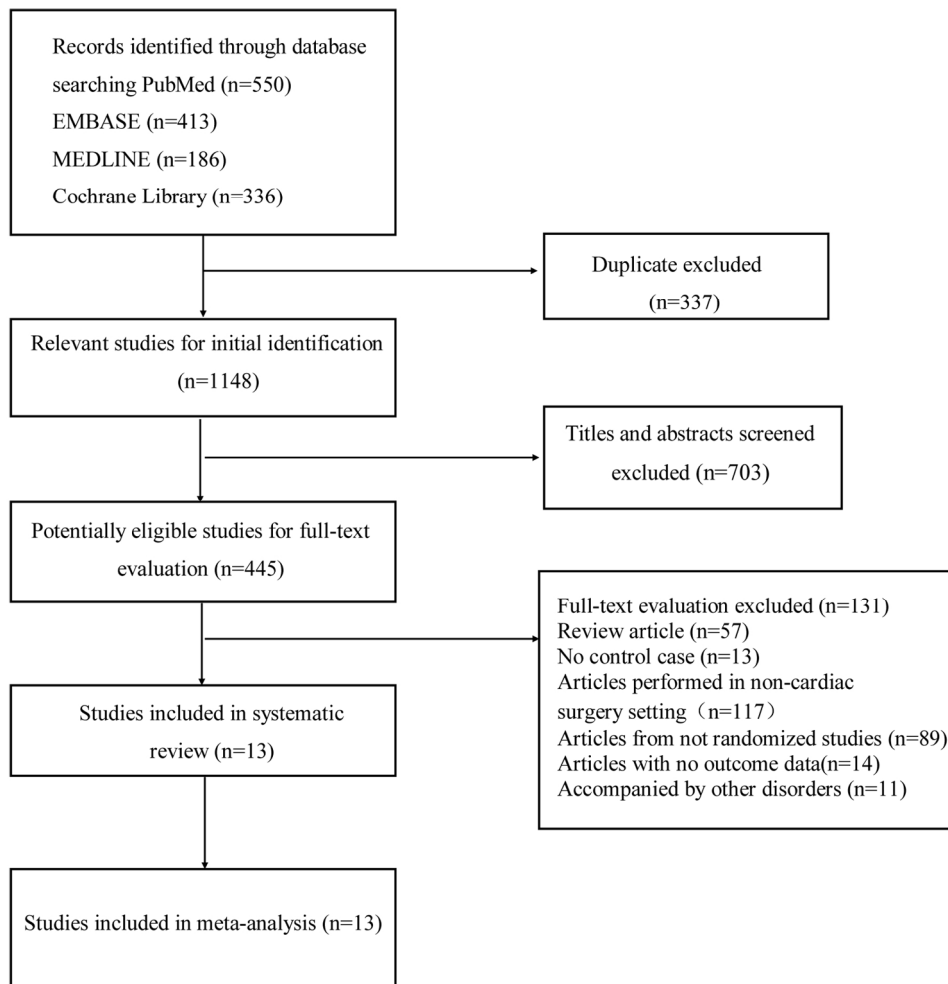 Records identified through database
searching PubMed (n=550)
EMBASE (n=413)
MEDLINE (n=186)
Cochrane Library (n=336)
Duplicate excluded
(n=337)
Relevant studies for initial identification
(n=1148)
Titles and abstracts screened
excluded (n=703)
Potentially eligible studies for full-text
evaluation (n=445)
Full-text evaluation excluded (n=131)
Review article (n=57)
No control case (n=13)
Articles performed in non-cardiac
surgery setting（n=117）
Articles from not randomized studies (n=89)
Articles with no outcome data(n=14)
Accompanied by other disorders (n=11)
Studies included in systematic
review (n=13)
Studies included in meta-analysis (n=13)